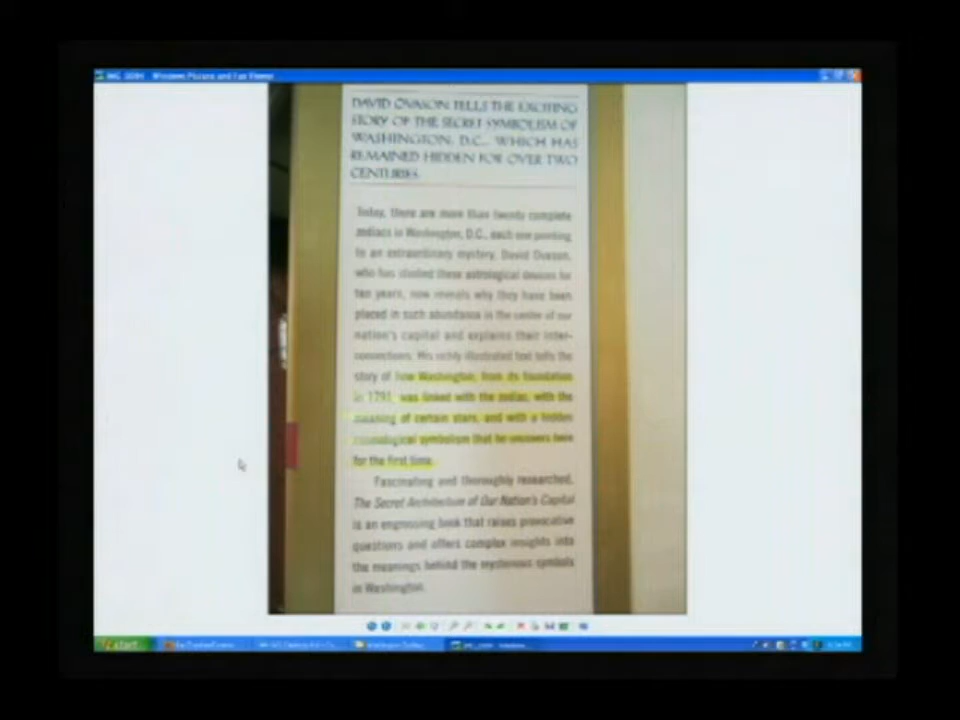 Windows Picture and Fax Viewer
DAVID OVASON TELLS THE EXCITING
STORY OF THE SECRET SYMBOLISM OF
WASHINGTON, D.C., WHICH HAS
REMAINED HIDDEN FOR OVER TWO
CENTURIES.
Today, there are more than twenty complete
zodiacs in Washington, D.C., each one pointing
to an extraordinary mystery. David Ovason,
who has studied these astrological devices for
ten years, now reveals why they have been
placed in such abundance in the center of our
nation's capital and explains their inter-
connections. His richly illustrated text tells the
story of how Washington, from its foundation
in 1791, was linked with the zodiac, with the
meaning of certain stars, and with a hidden
cosmological symbolism that he uncovers here
for the first time.
Fascinating and thoroughly researched,
The Secret Architecture of Our Nation's Capital
is an engrossing book that raises provocative
questions and offers complex insights into
the meanings behind the mysterious symbols
in Washington.
start